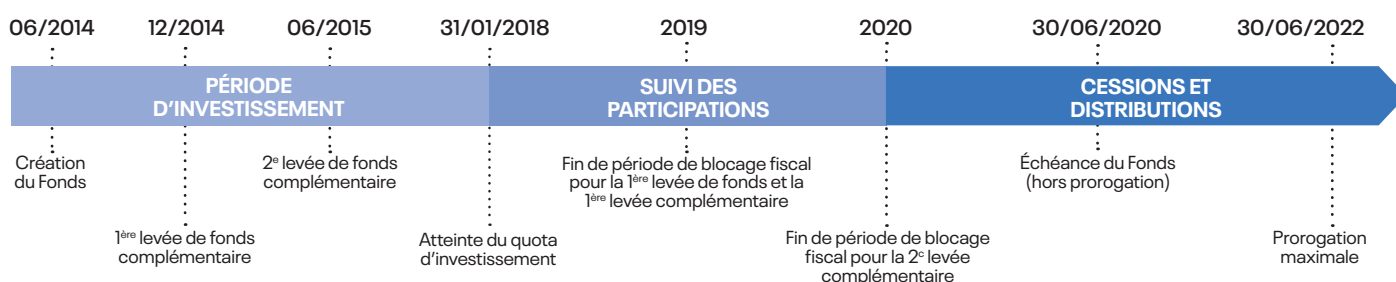 06/2014
12/2014
06/2015
31/01/2018
2019
2020
30/06/2020
30/06/2022
PÉRIODE
D'INVESTISSEMENT
SUIVI DES
PARTICIPATIONS
CESSIONS ET
DISTRIBUTIONS
Création
du Fonds
2e levée de fonds
complémentaire
Fin de période de blocage fiscal
pour la 1ère levée de fonds et la
1ère levée complémentaire
Échéance du Fonds
(hors prorogation)
1ère levée de fonds
complémentaire
Atteinte du quota
d'investissement
Fin de période de blocage
fiscal pour la 2e levée
complémentaire
Prorogation
maximale